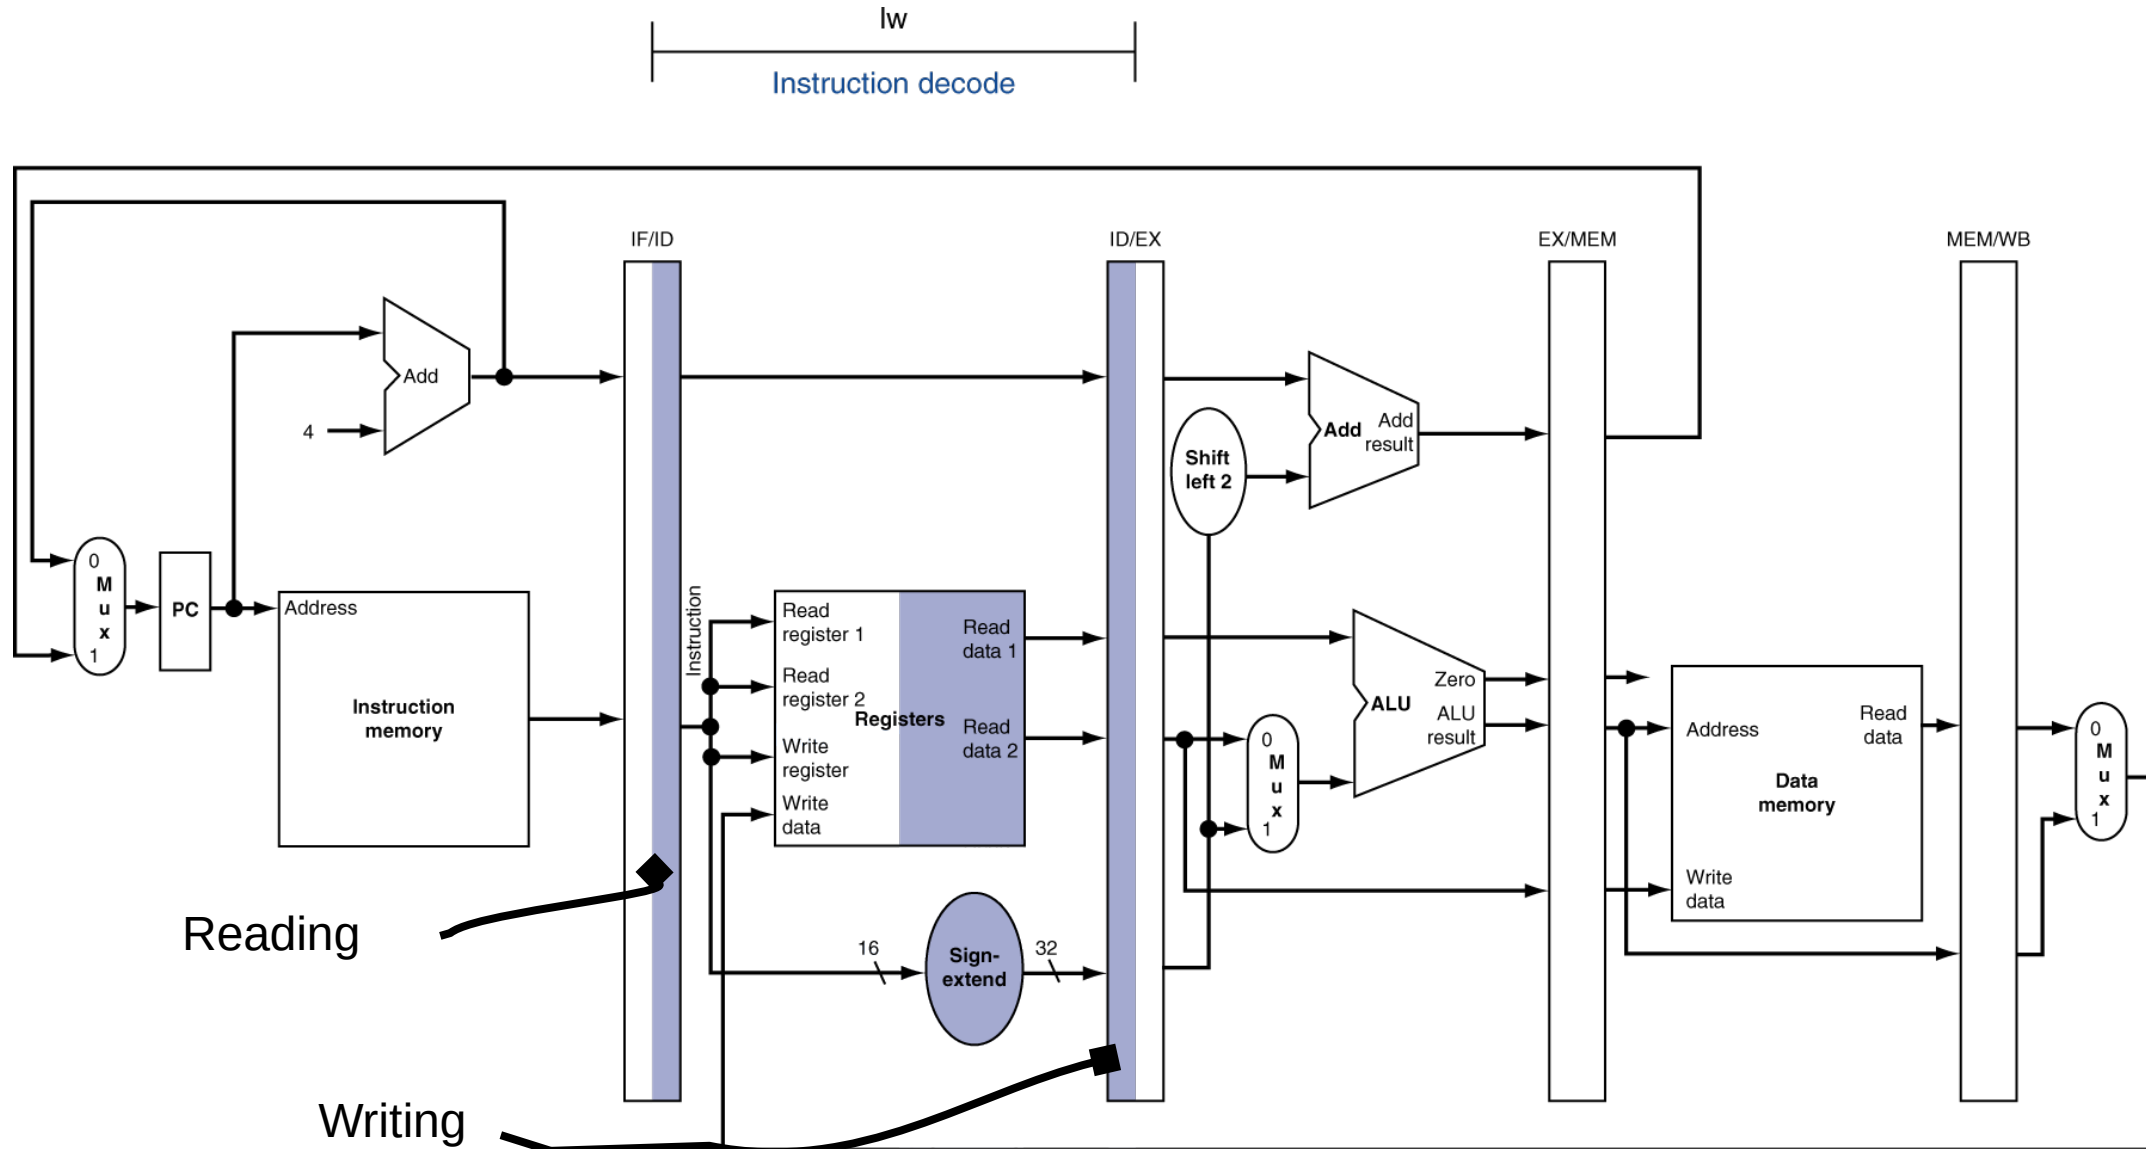 lw
Instruction decode
IF/ID
ID/EX
EX/MEM
MEM/WB
Add
4
Add
Add
result
Shift
left 2
0
M
u
x
1
PC
Address
Instruction
memory
Instruction
Read
register 1
Read
register 2
Write
register
Write
data
Registers
Read
data 1
Read
data 2
16
Sign-
extend
32
0
M
u
x
1
ALU
Zero
ALU
result
Address
Read
data
Data
memory
Write
data
0
M
u
x
1
Reading
Writing